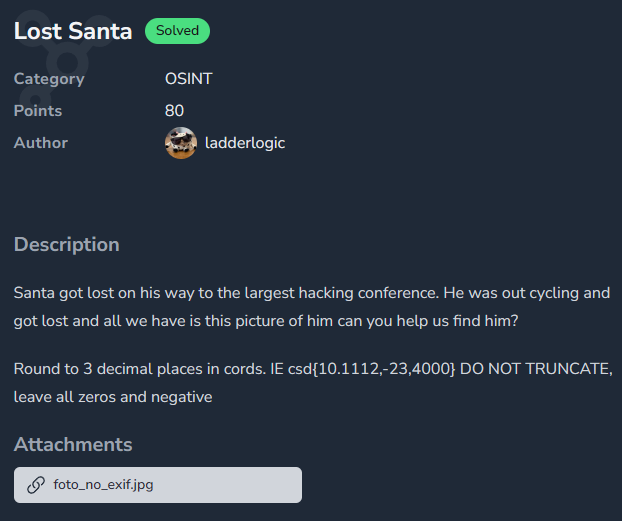 Lost Santa Solved
Category OSINT
Points 80
Author ladderlogic
Description
Santa got lost on his way to the largest hacking conference. He was out cycling and
got lost and all we have is this picture of him can you help us find him?
Round to 3 decimal places in cords. IE csd{10.1112,-23,4000} DO NOT TRUNCATE,
leave all zeros and negative
Attachments
foto_no_exif.jpg